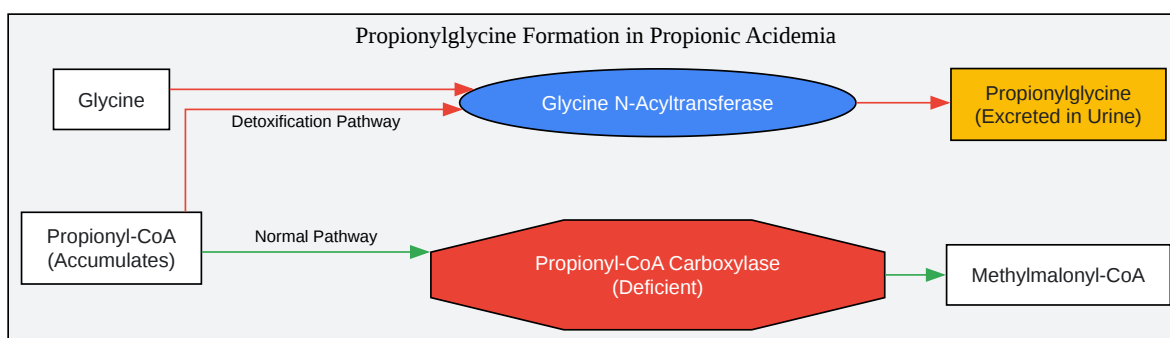 Propionylglycine Formation in Propionic Acidemia
Glycine
Glycine N-Acyltransferase
Propionylglycine
(Excreted in Urine)
Detoxification Pathway
Propionyl-CoA
(Accumulates)
Normal Pathway
Propionyl-CoA Carboxylase
(Deficient)
Methylmalonyl-CoA